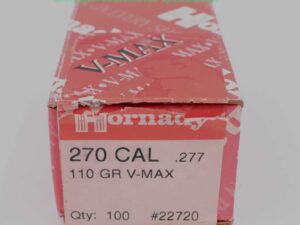 V-MAX
Hornady
270 CAL .277
110 GR V-MAX
Qty: 100 #22720